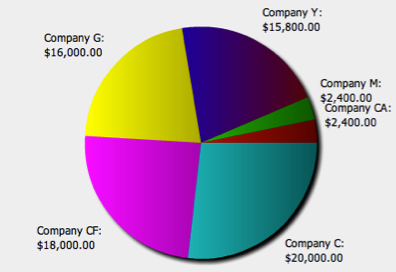 Company Y:
$15,800.00
Company G:
$16,000.00
Company M:
$2,400.00
Company CA:
$2,400.00
Company CF:
$18,000.00
Company C:
$20,000.00